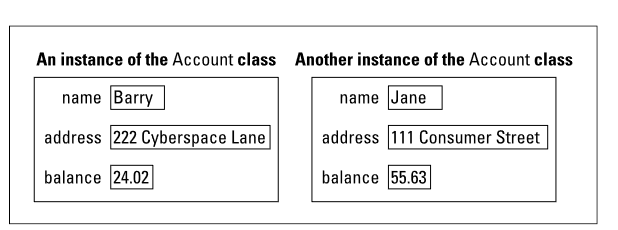 An instance of the Account class
name Barry
address 222 Cyberspace Lane
balance 24.02
Another instance of the Account class
name Jane
address 111 Consumer Street
balance 55.63